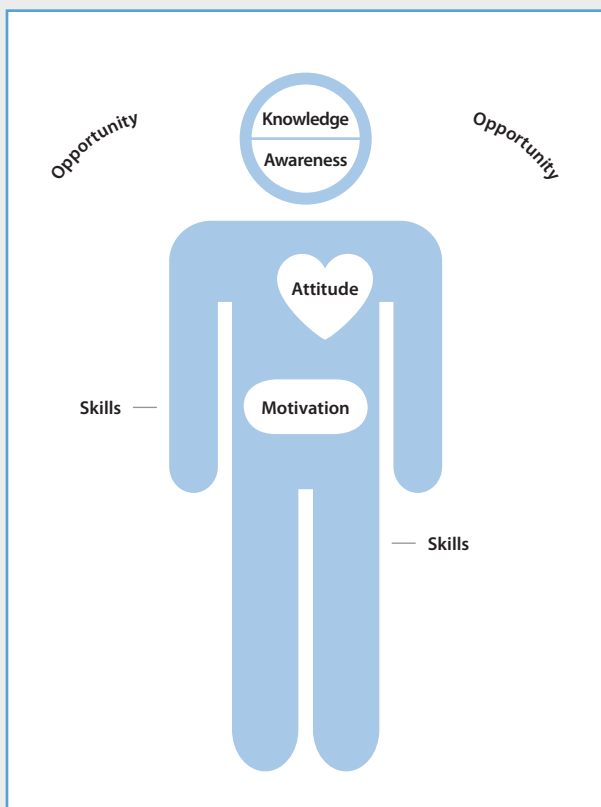 Opportunity
Opportunity
Knowledge
Awareness
Attitude
Skills
Motivation
Skills